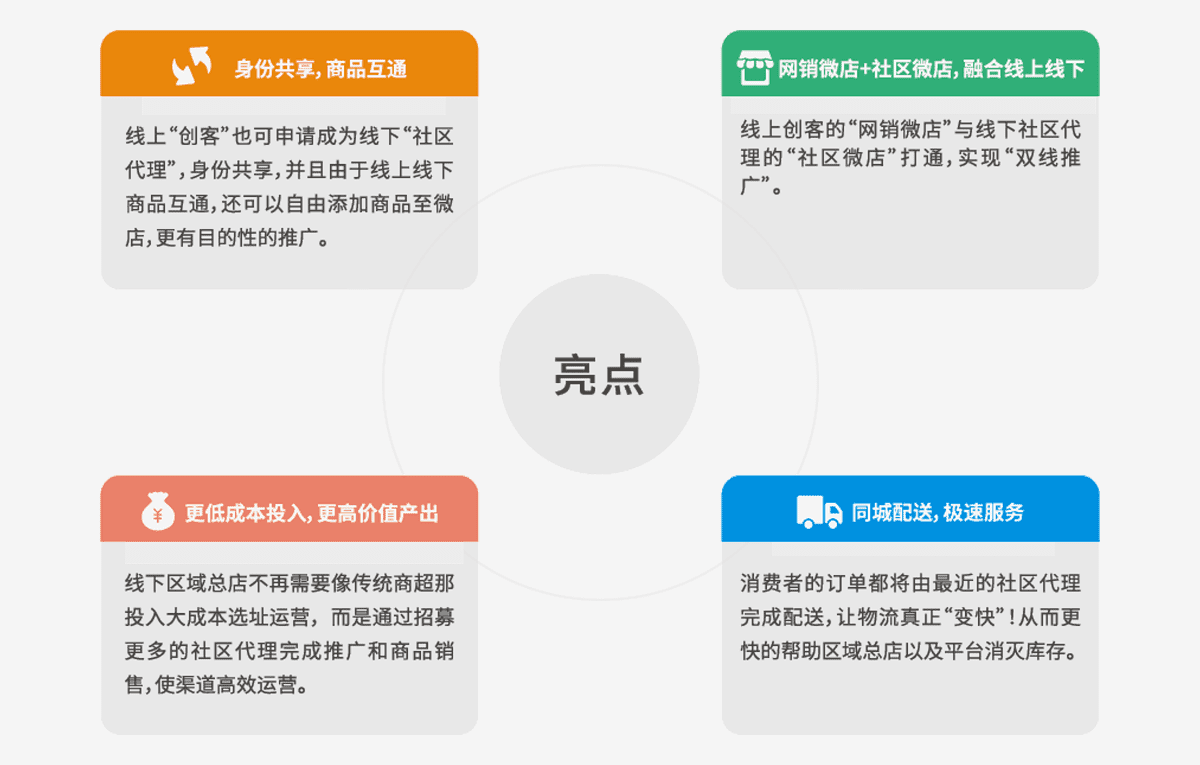 身份共享,商品互通
线上“创客”也可申请成为线下“社区
代理”,身份共享,并且由于线上线下
商品互通,还可以自由添加商品至微
店,更有目的性的推广。
网销微店+社区微店,融合线上线下
线上创客的“网销微店”与线下社区代
理的“社区微店”打通,实现“双线推
广”。
亮点
¥
更低成本投入,更高价值产出
线下区域总店不再需要像传统商超那
投入大成本选址运营，而是通过招募
更多的社区代理完成推广和商品销
售,使渠道高效运营。
同城配送,极速服务
消费者的订单都将由最近的社区代理
完成配送,让物流真正“变快”!从而更
快的帮助区域总店以及平台消灭库存。